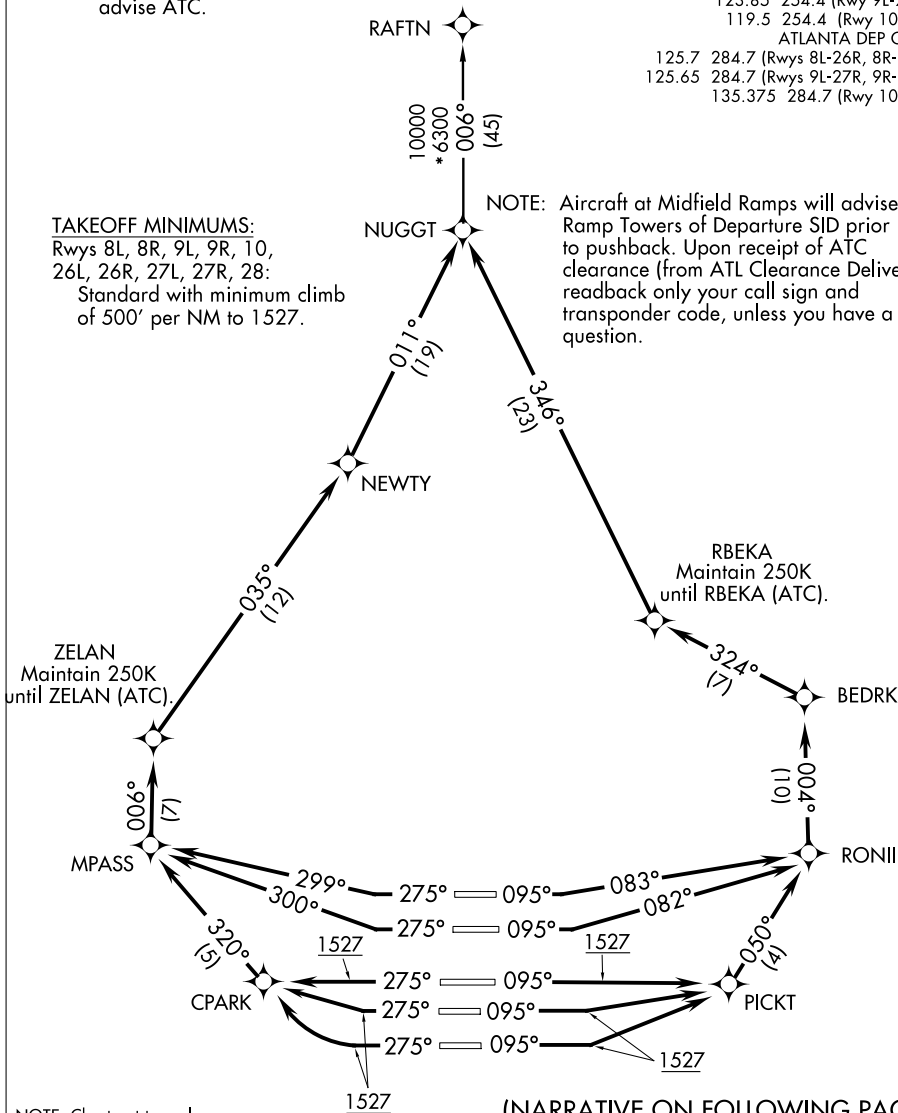 advise ATC.
123.85 254.4 (Rwy 9L-
119.5 254.4 (Rwy 10
ATLANTA DEP C
125.7 284.7 (Rwys 8L-26R, 8R-
125.65 284.7 (Rwys 9L-27R, 9R-
135.375 284.7 (Rwy 10
RAFTN
10000
*6300
006°
(45)
TAKEOFF MINIMUMS:
Rwys 8L, 8R, 9L, 9R, 10,
26L, 26R, 27L, 27R, 28:
Standard with minimum climb
of 500' per NM to 1527.
NUGGT
NOTE: Aircraft at Midfield Ramps will advise
Ramp Towers of Departure SID prior
to pushback. Upon receipt of ATC
clearance (from ATL Clearance Delive
readback only your call sign and
transponder code, unless you have a
question.
011°
(19)
346°
(23)
NEWTY
035°
(12)
RBEKA
Maintain 250K
until RBEKA (ATC).
324°
(7)
BEDRK
ZELAN
Maintain 250K
until ZELAN (ATC).
006°
(7)
004°
(10)
MPASS
RONII
299° 275° 095° 083°
300° 275° 095° 082°
320°
(5)
050°
(4)
1527
1527
275° 095°
CPARK
PICKT
275° 095°
275° 095°
1527
1527
(NARRATIVE ON FOLLOWING PAG